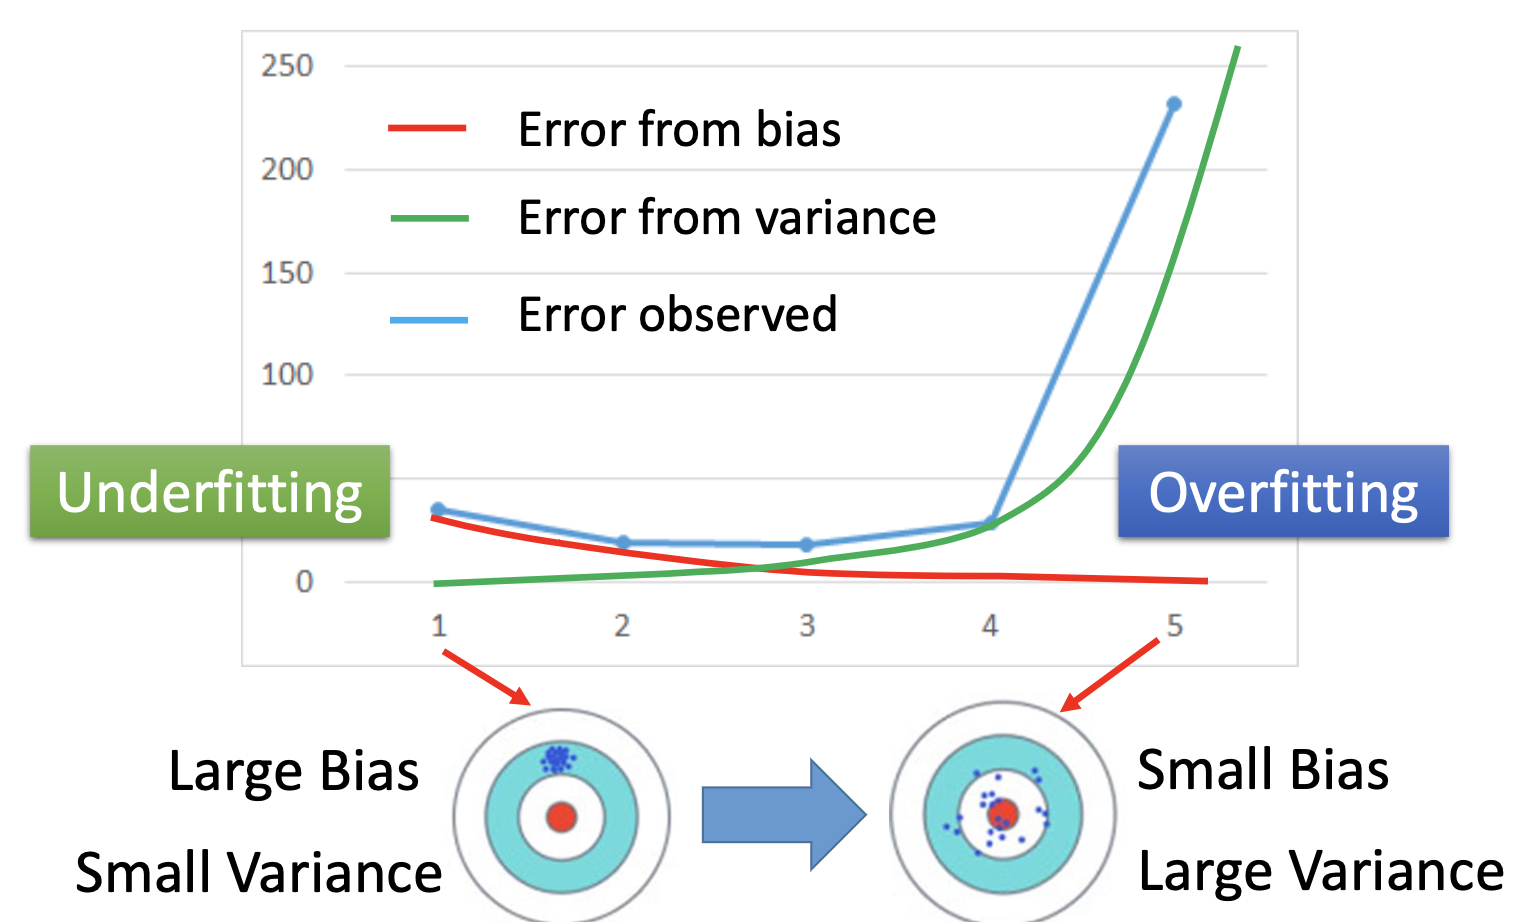 250
Error from bias
200
Error from variance
150
Error observed
100
Underfitting
Overfitting
0
1 2 3 4 5
Large Bias
Small Bias
Small Variance
Large Variance